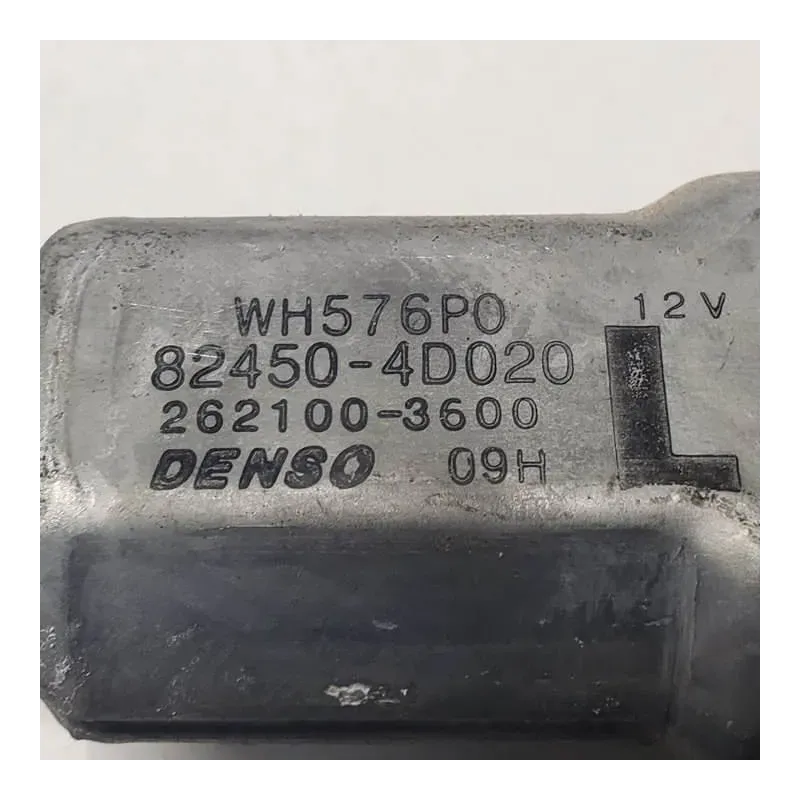 WH576P0
12V
82450-4D020
262100-3600
DENSO 09H
L